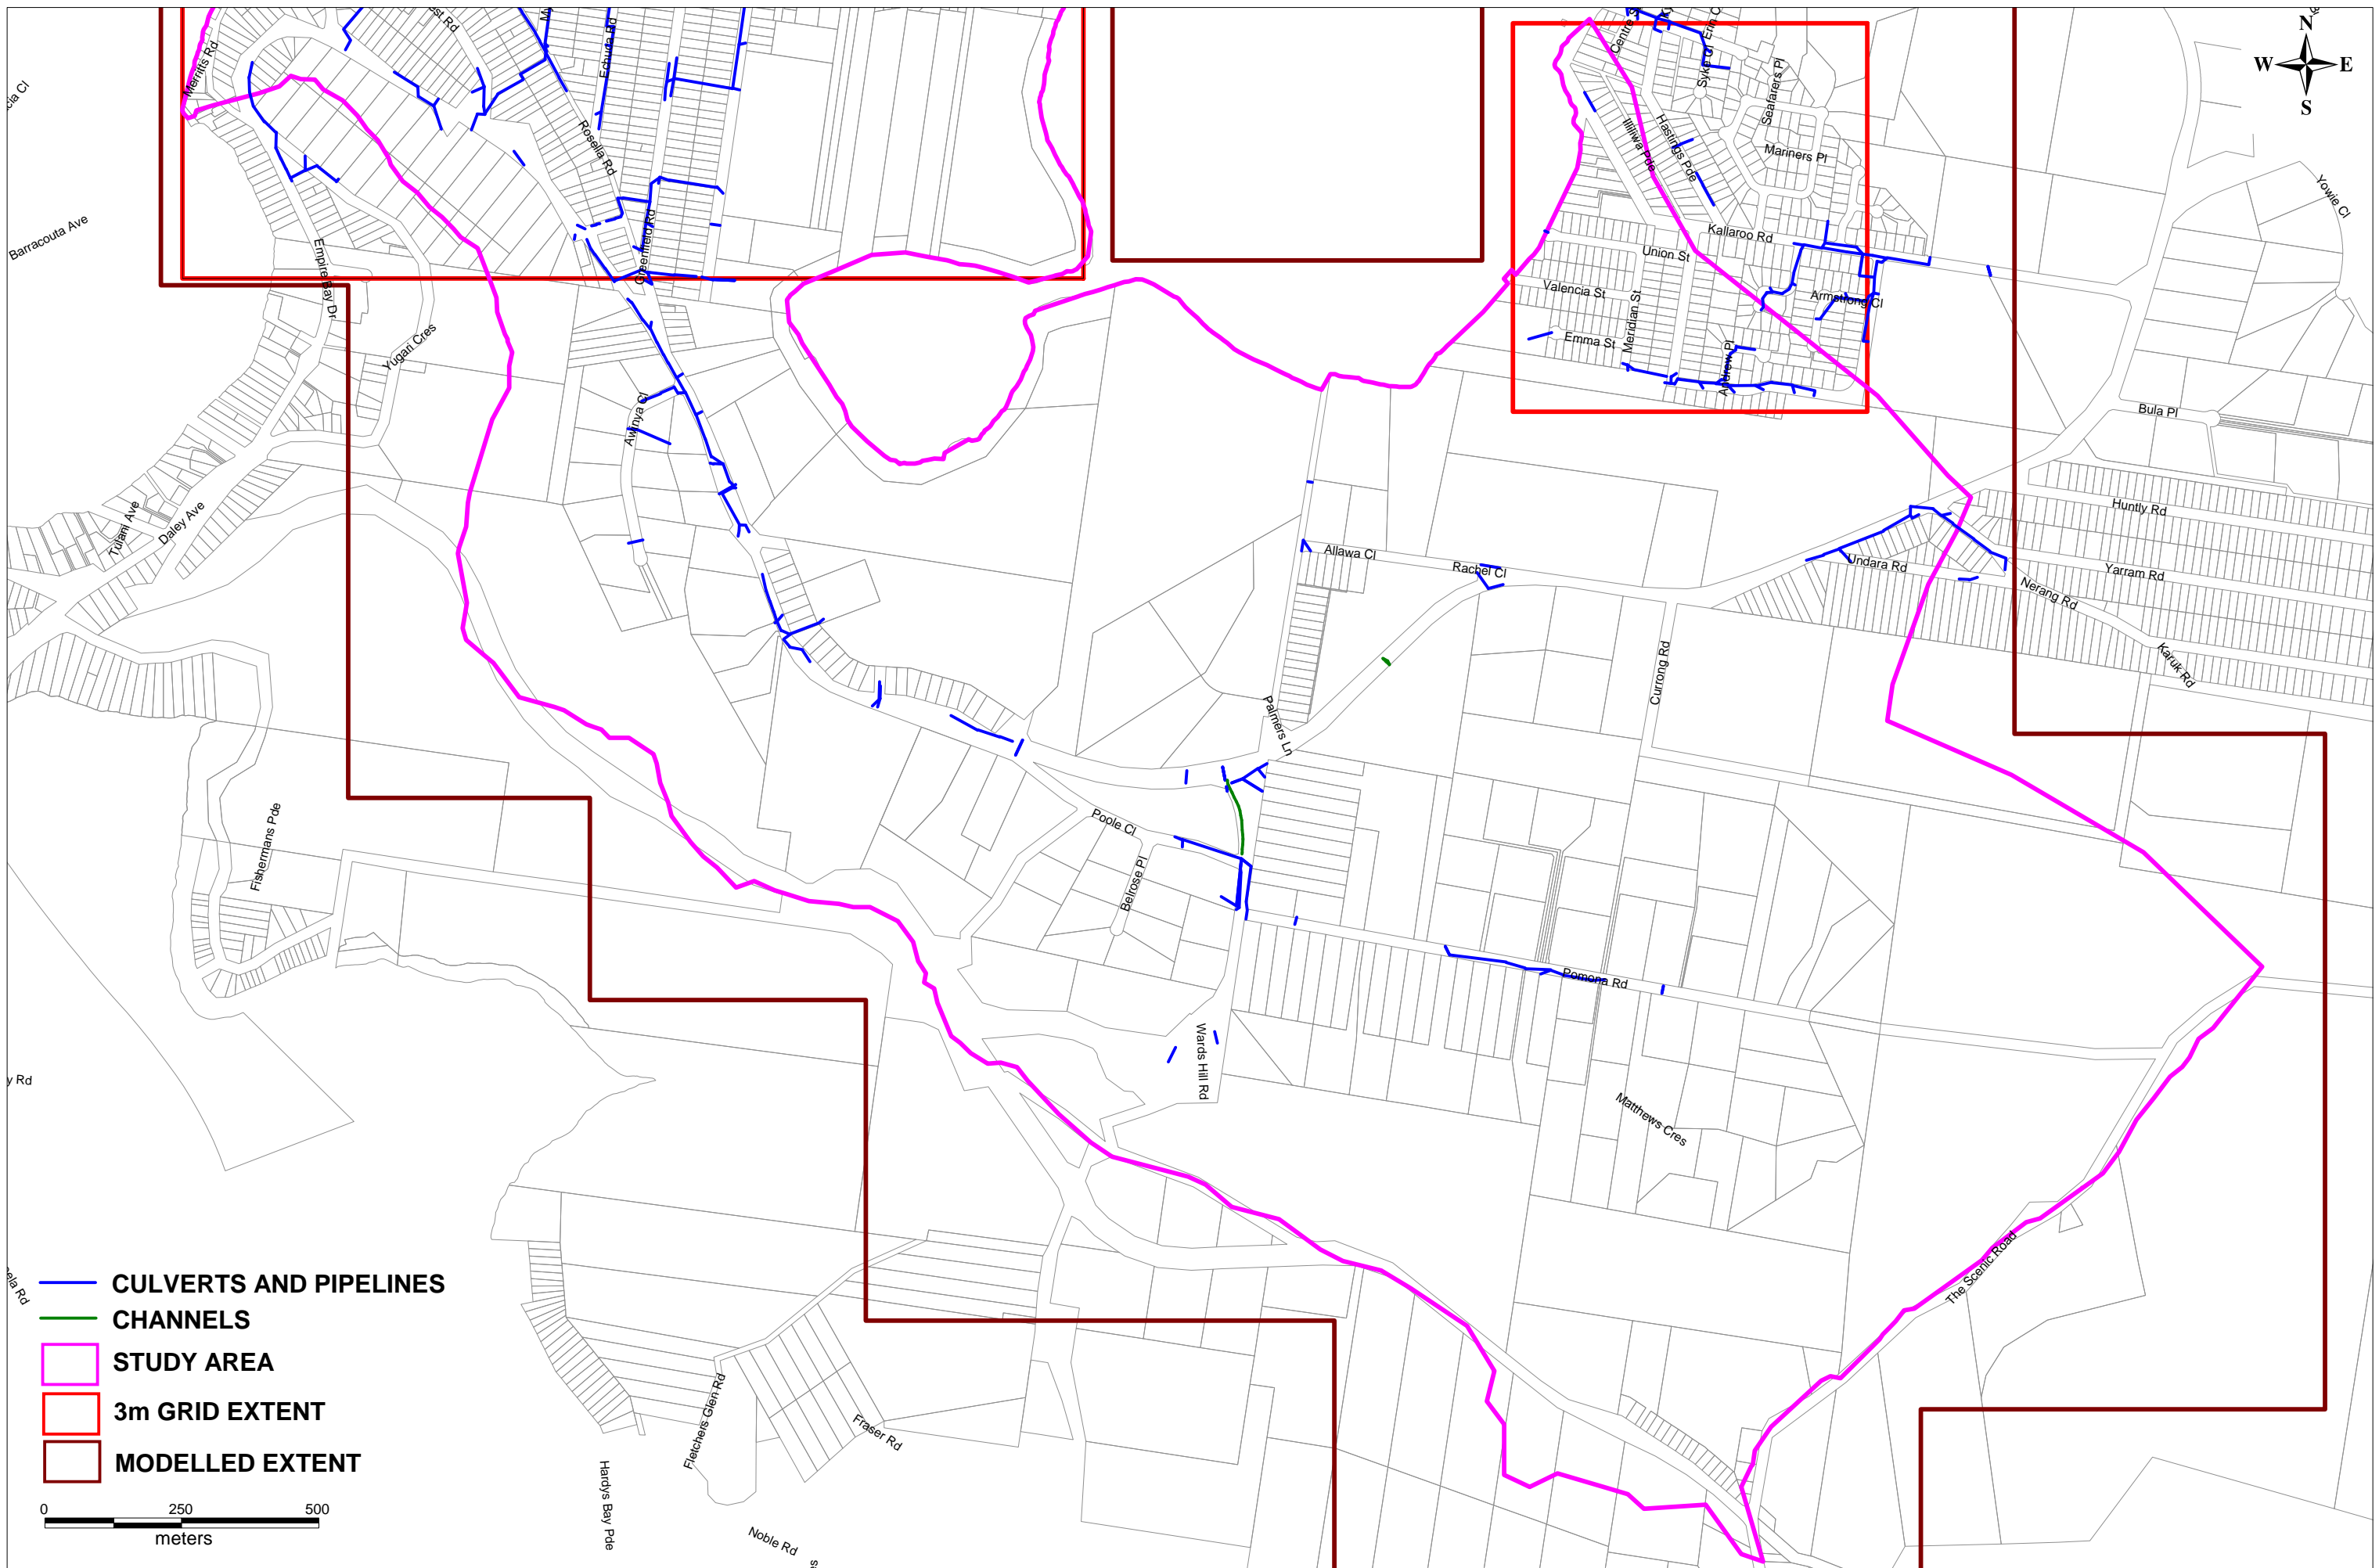 N
W E
S
Merritts Rd
Echuca Rd
Rosella Rd
Greenfield Rd
Barracouta Ave
Empire Bay Dr
Yugari Cres
Awinya Cl
Tulani Ave
Daley Ave
Syke Cl
Seafarers Pl
Illilliwa Pde
Hastings Pde
Mariners Pl
Kallaroo Rd
Union St
Valencia St
Meridian St
Armstrong Cl
Emma St
Andrew Pl
Yowie Cl
Bula Pl
Huntly Rd
Yarram Rd
Undara Rd
Nerang Rd
Karuk Rd
Allawa Cl
Rachel Cl
Currong Rd
Palmers Ln
Poole Cl
Belrose Pl
Fishermans Pde
Pomona Rd
Wards Hill Rd
Matthews Cres
The Scenic Road
Fletchers Glen Rd
Fraser Rd
Hardys Bay Pde
Noble Rd
CULVERTS AND PIPELINES
CHANNELS
STUDY AREA
3m GRID EXTENT
MODELLED EXTENT
0 250 500
meters